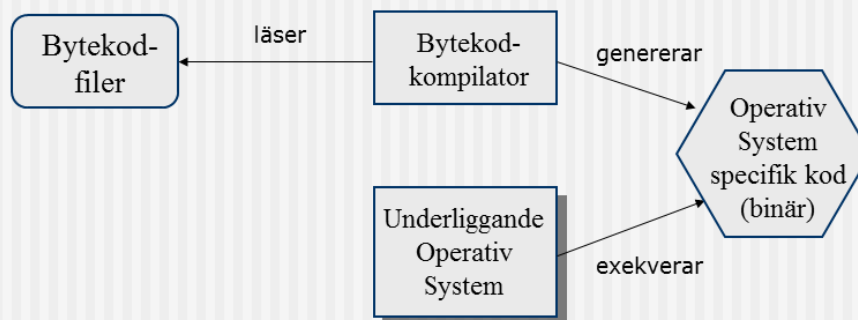 Bytekod-
filer
läser
Bytekod-
kompilator
genererar
Operativ
System
specifik kod
(binär)
Underliggande
Operativ
System
exekverar